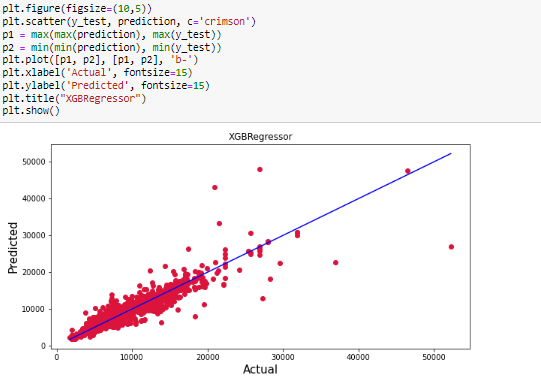 plt.figure(figsize=(10,5))
plt.scatter(y_test, prediction, c='crimson')
p1 = max(max(prediction), max(y_test))
p2 = min(min(prediction), min(y_test))
plt.plot([p1, p2], [p1, p2], 'b-')
plt.xlabel('Actual', fontsize=15)
plt.ylabel('Predicted', fontsize=15)
plt.title("XGBRegressor")
plt.show()
XGBRegressor
50000
40000
30000
20000
10000
0
Predicted
0 10000 20000 30000 40000 50000
Actual